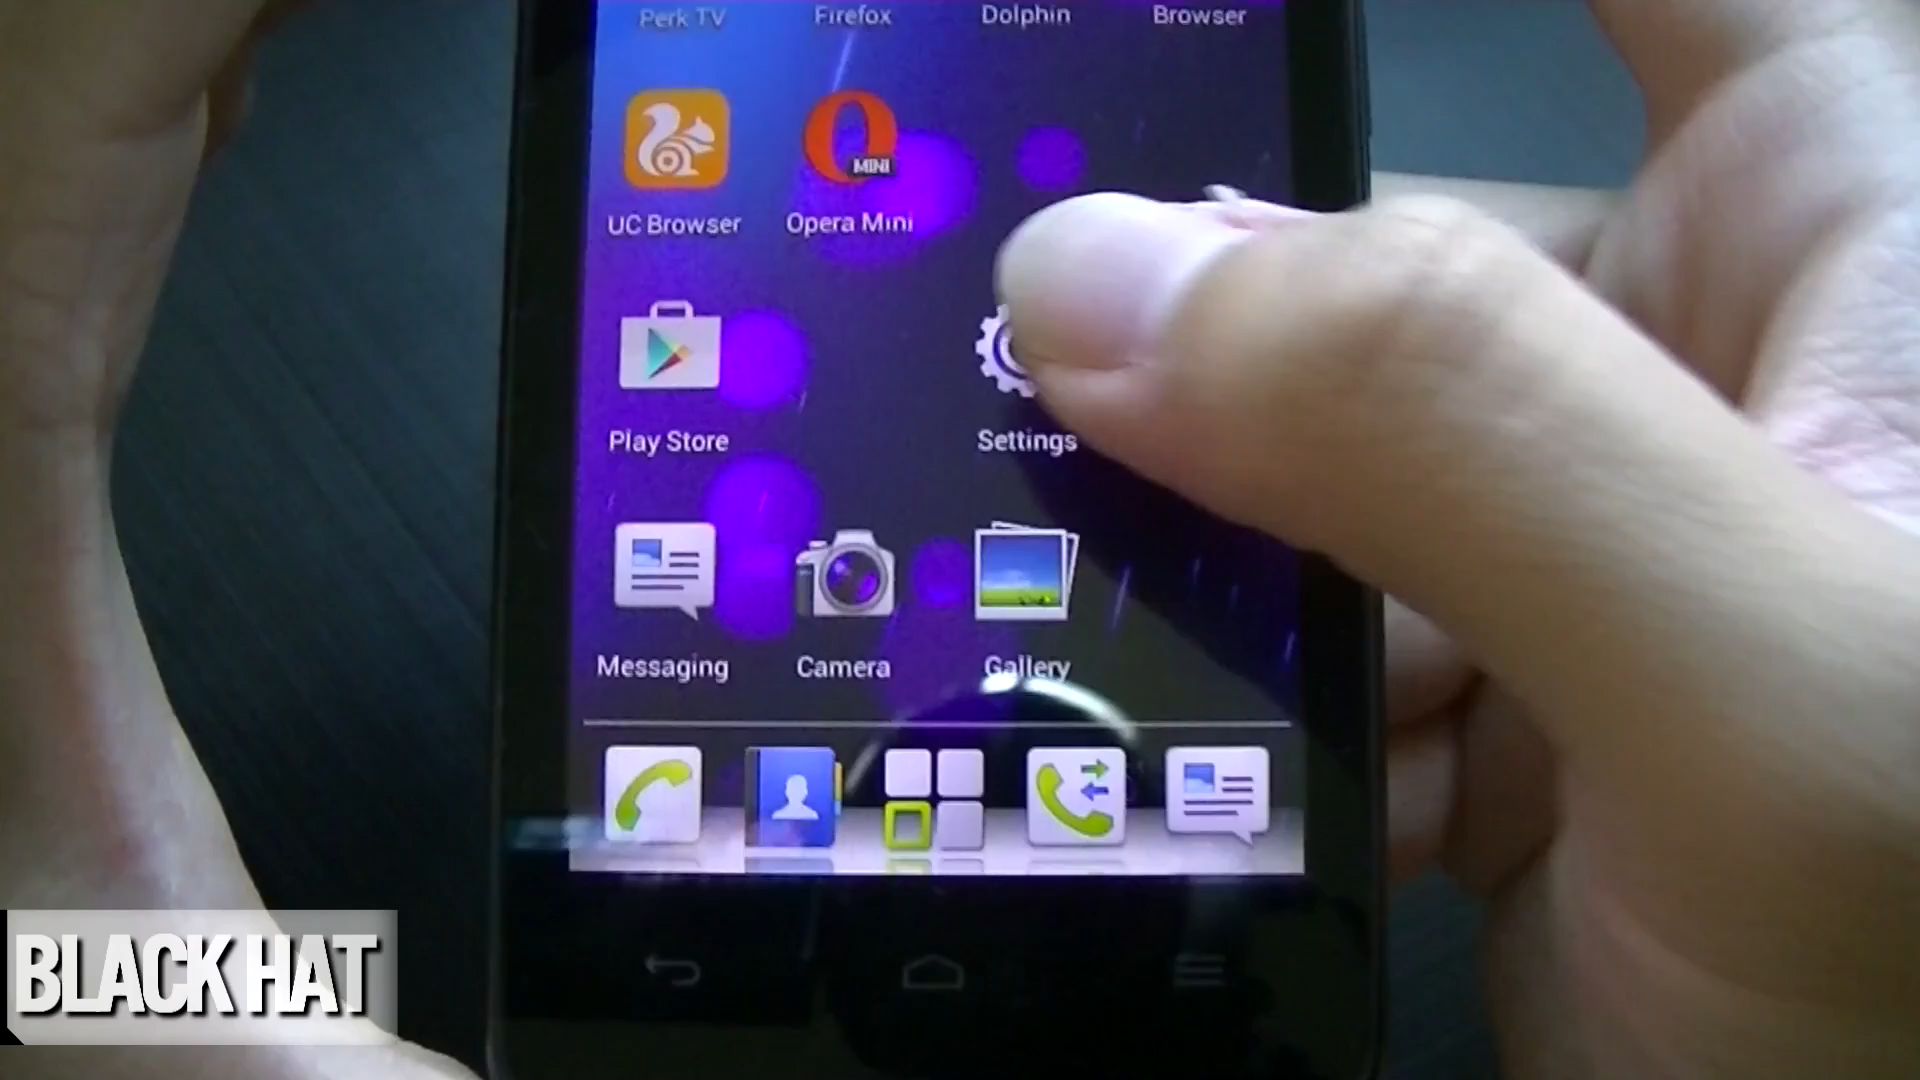 Perk TV Firefox Dolphin Browser
MINI
UC Browser Opera Mini
Play Store Settings
Messaging Camera Gallery
BLACK HAT